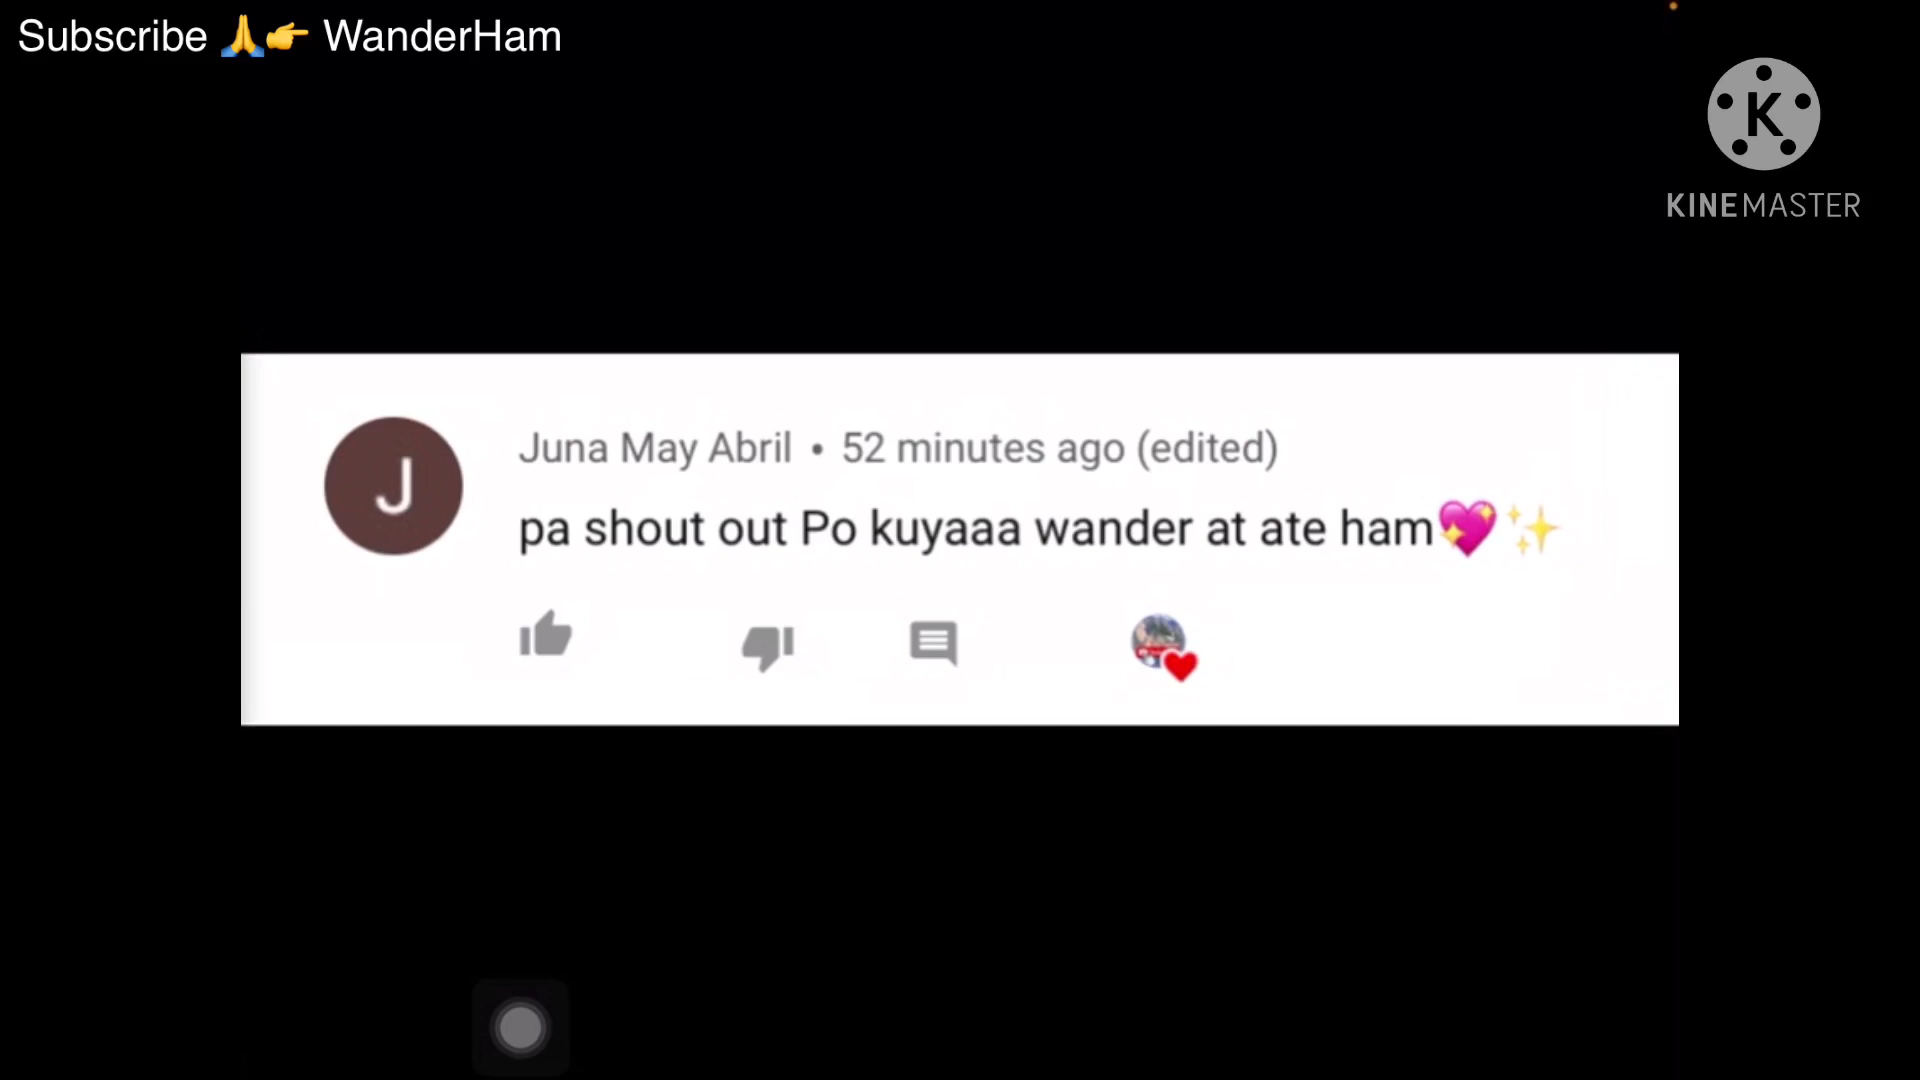 Subscribe 🙏👉 WanderHam
K
KINEMASTER
J
Juna May Abril • 52 minutes ago (edited)
pa shout out Po kuyaaa wander at ate ham💖✨